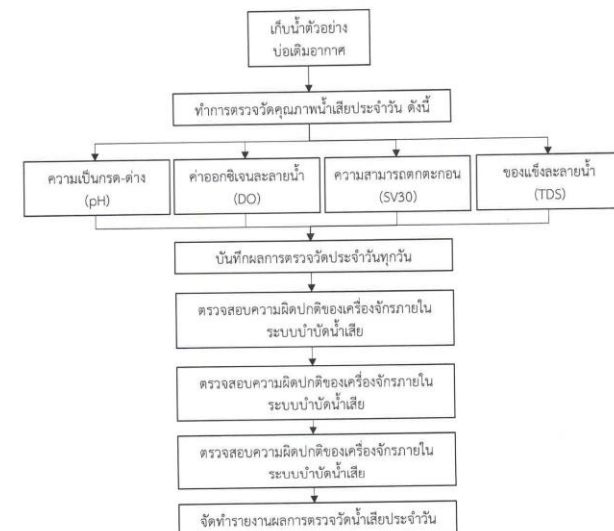 เก็บน้ำตัวอย่าง
บ่อเติมอากาศ
ทำการตรวจวัดคุณภาพน้ำเสียประจำวัน ดังนี้
ความเป็นกรด-ด่าง
(pH)
ค่าออกซิเจนละลายน้ำ
(DO)
ความสามารถตกตะกอน
(SV30)
ของแข็งละลายน้ำ
(TDS)
บันทึกผลการตรวจวัดประจำวันทุกวัน
ตรวจสอบความผิดปกติของเครื่องจักรภายใน
ระบบบำบัดน้ำเสีย
ตรวจสอบความผิดปกติของเครื่องจักรภายใน
ระบบบำบัดน้ำเสีย
ตรวจสอบความผิดปกติของเครื่องจักรภายใน
ระบบบำบัดน้ำเสีย
จัดทำรายงานผลการตรวจวัดน้ำเสียประจำวัน